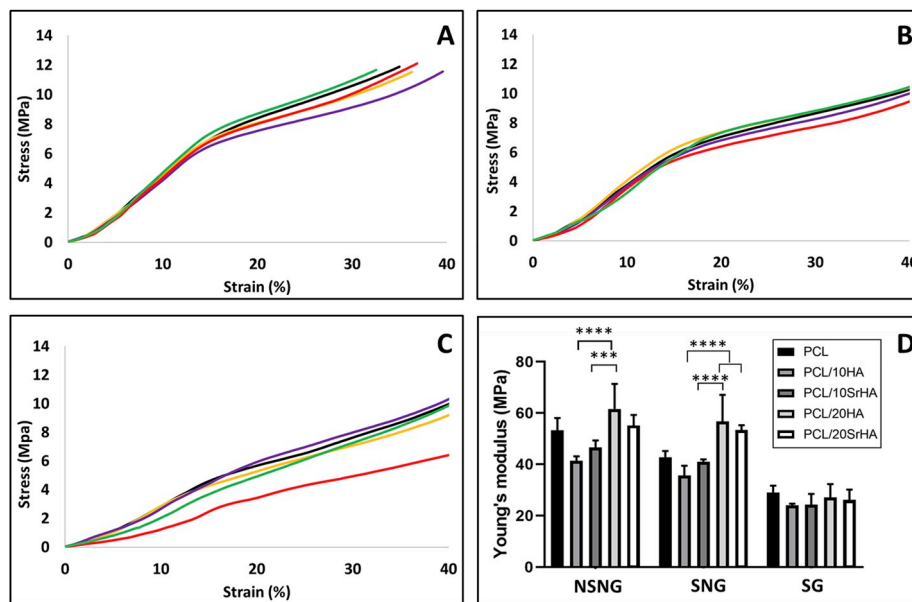 A
Stress (MPa)
14
12
10
8
6
4
2
0
0 10 20 30 40
Strain (%)
B
Stress (MPa)
14
12
10
8
6
4
2
0
0 10 20 30 40
Strain (%)
C
Stress (Mpa)
14
12
10
8
6
4
2
0
0 10 20 30 40
Strain (%)
D
Young's modulus (MPa)
80
60
40
20
0
****
***
****
****
PCL
PCL/10HA
PCL/10SrHA
PCL/20HA
PCL/20SrHA
NSNG SNG SG